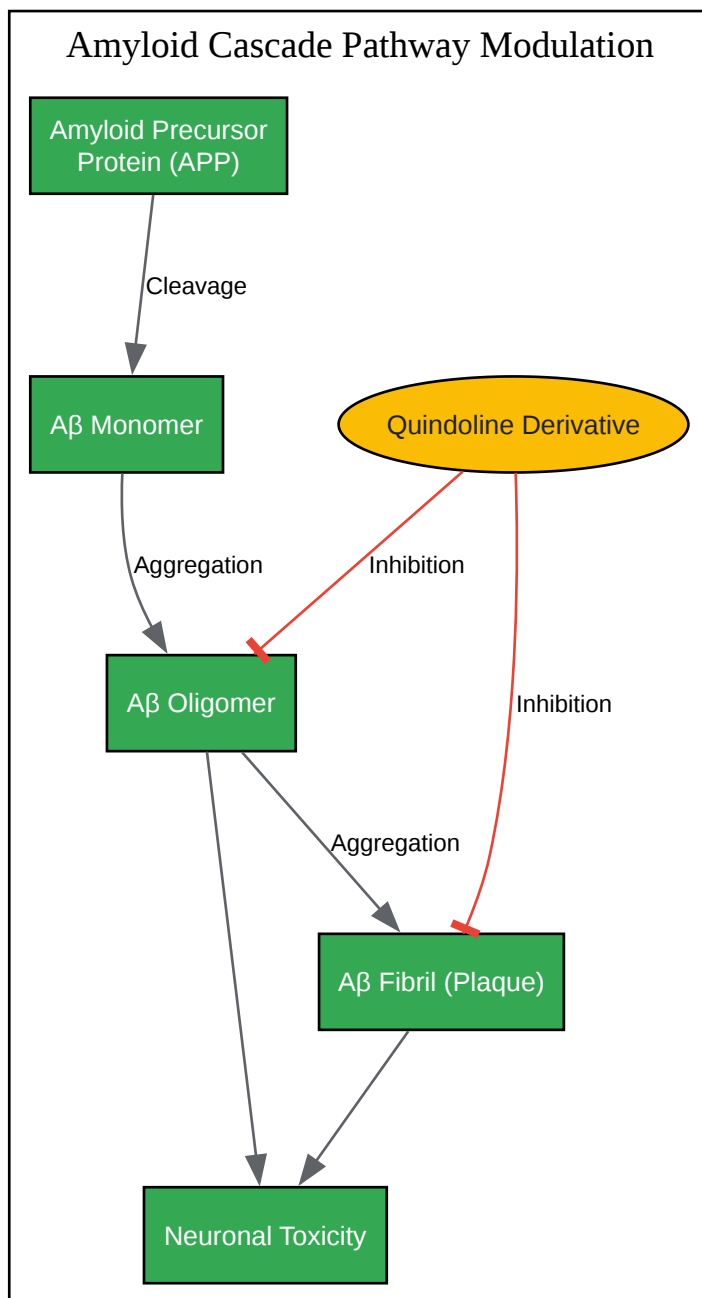 Amyloid Cascade Pathway Modulation
Amyloid Precursor
Protein (APP)
Cleavage
Aβ Monomer
Quindoline Derivative
Aggregation
Inhibition
Aβ Oligomer
Inhibition
Aggregation
Aβ Fibril (Plaque)
Neuronal Toxicity